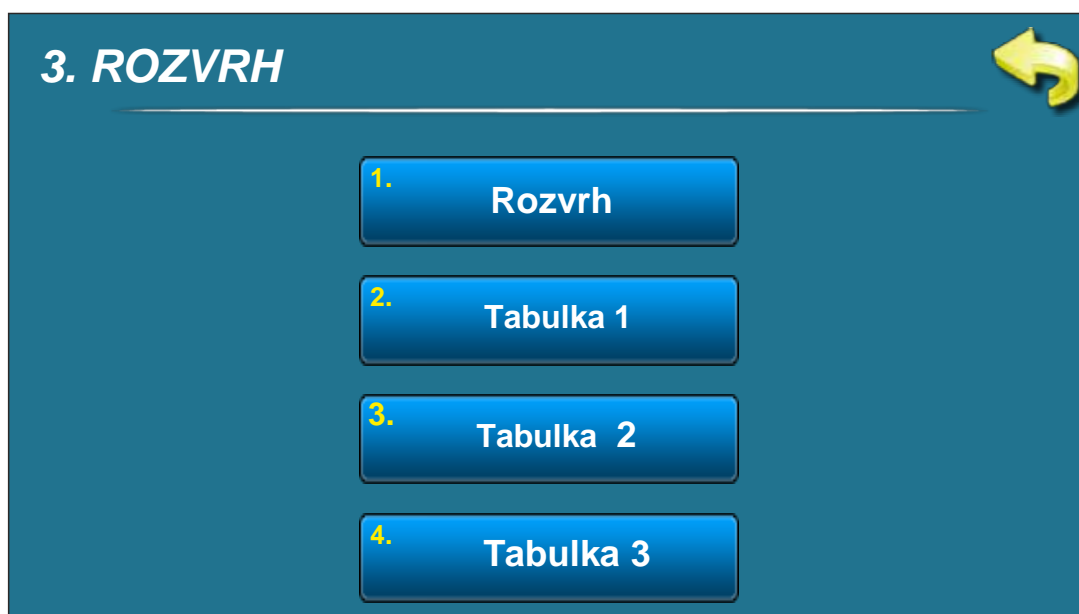 3. ROZVRH
1. Rozvrh
2. Tabulka 1
3. Tabulka 2
4. Tabulka 3